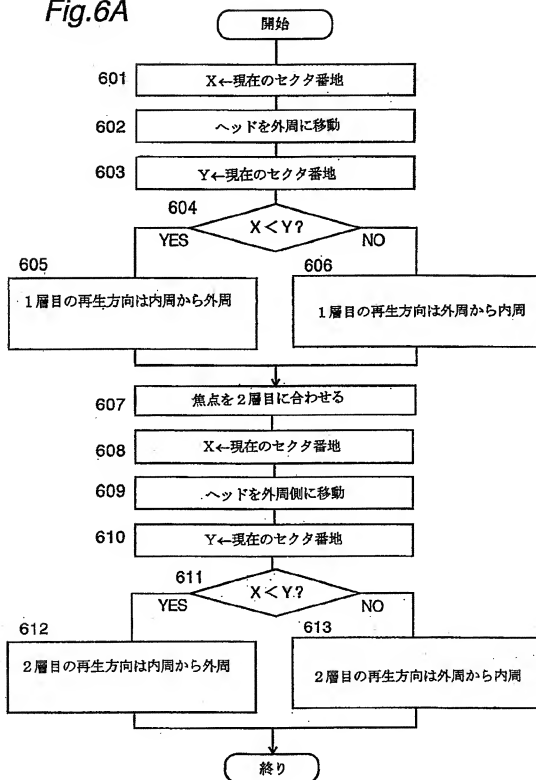 Fig.6A
開始
601
X←現在のセクタ番地
602
ヘッドを外周に移動
603
Y←現在のセクタ番地
604
X<Y?
YES
NO
605
1層目の再生方向は内周から外周
606
1層目の再生方向は外周から内周
607
焦点を2層目に合わせる
608
X←現在のセクタ番地
609
ヘッドを外周側に移動
610
Y←現在のセクタ番地
611
X<Y?
YES
NO
612
2層目の再生方向は内周から外周
613
2層目の再生方向は外周から内周
終り